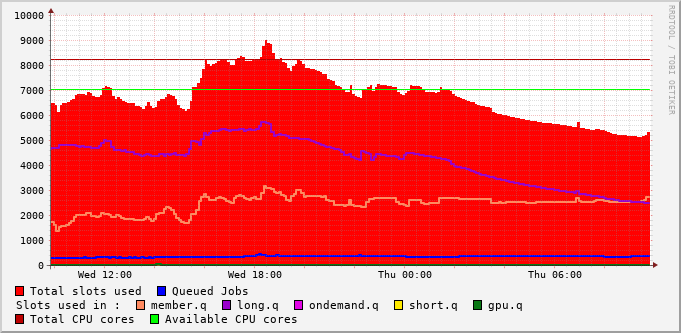 10000
9000
8000
7000
6000
5000
4000
3000
2000
1000
0
Wed 12:00 Wed 18:00 Thu 00:00 Thu 06:00
RRDTOOL / TOBI OETIKER
Total slots used Queued Jobs
Slots used in : member.q long.q ondemand.q short.q gpu.q
Total CPU cores Available CPU cores